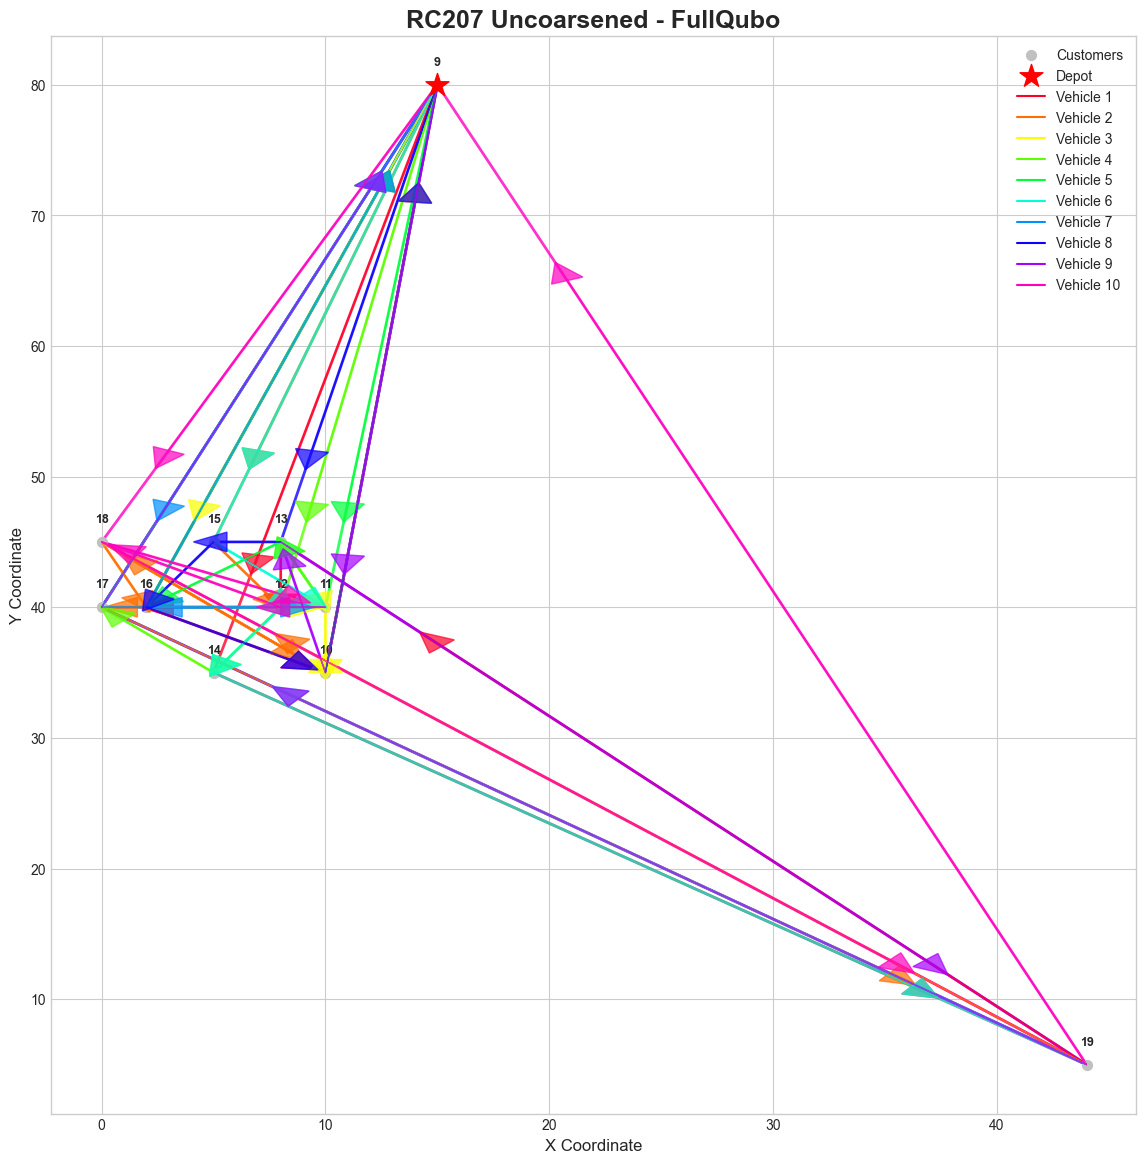 RC207 Uncoarsened - FullQubo
9
Customers
Depot
Vehicle 1
Vehicle 2
Vehicle 3
Vehicle 4
Vehicle 5
Vehicle 6
Vehicle 7
Vehicle 8
Vehicle 9
Vehicle 10
80
70
60
50
40
30
20
10
Y Coordinate
18
15
13
17
16
12
11
14
10
19
0
10
20
30
40
X Coordinate